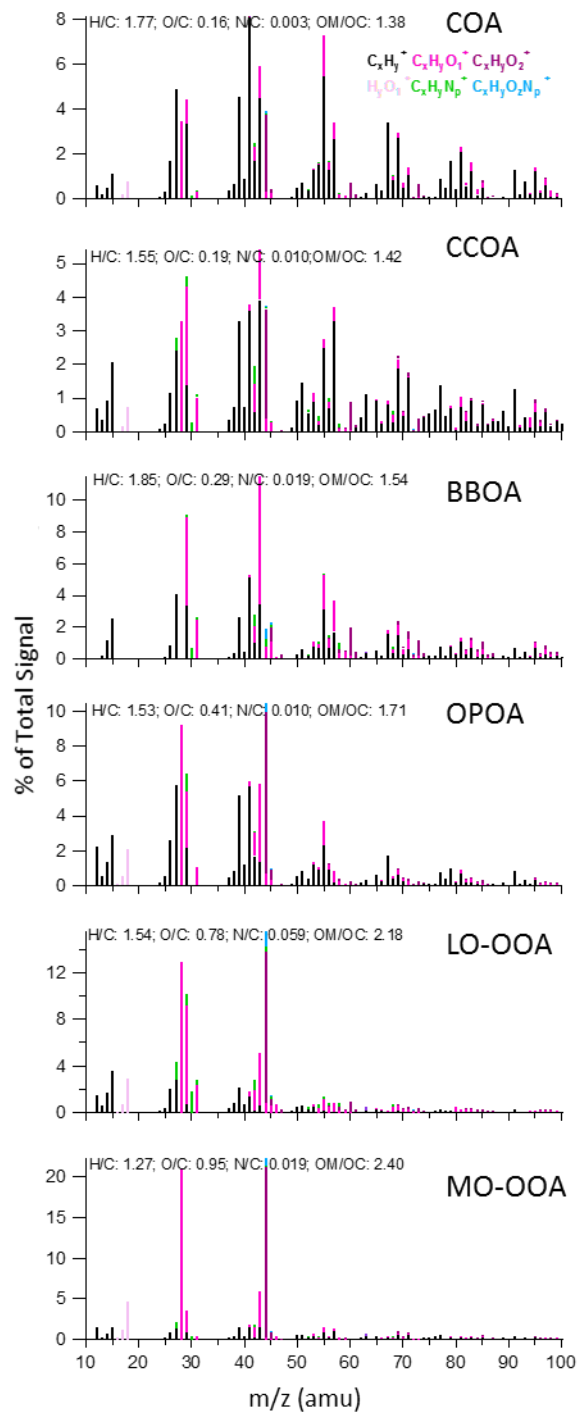 COA
H/C: 1.77; O/C: 0.16; N/C: 0.003; OM/OC: 1.38
CxHy+ CxHyO1+ CxHyO2+
HyO1+ CxHyNp+ CxHyOzNp+
8
6
4
2
0
CCOA
H/C: 1.55; O/C: 0.19; N/C: 0.010;OM/OC: 1.42
5
4
3
2
1
0
BBOA
H/C: 1.85; O/C: 0.29; N/C: 0.019; OM/OC: 1.54
10
8
6
4
2
0
% of Total Signal
OPOA
H/C: 1.53; O/C: 0.41; N/C: 0.010; OM/OC: 1.71
10
8
6
4
2
0
LO-OOA
H/C: 1.54; O/C: 0.78; N/C: 0.059; OM/OC: 2.18
12
8
4
0
MO-OOA
H/C: 1.27; O/C: 0.95; N/C: 0.019; OM/OC: 2.40
20
15
10
5
0
10 20 30 40 50 60 70 80 90 100
m/z (amu)